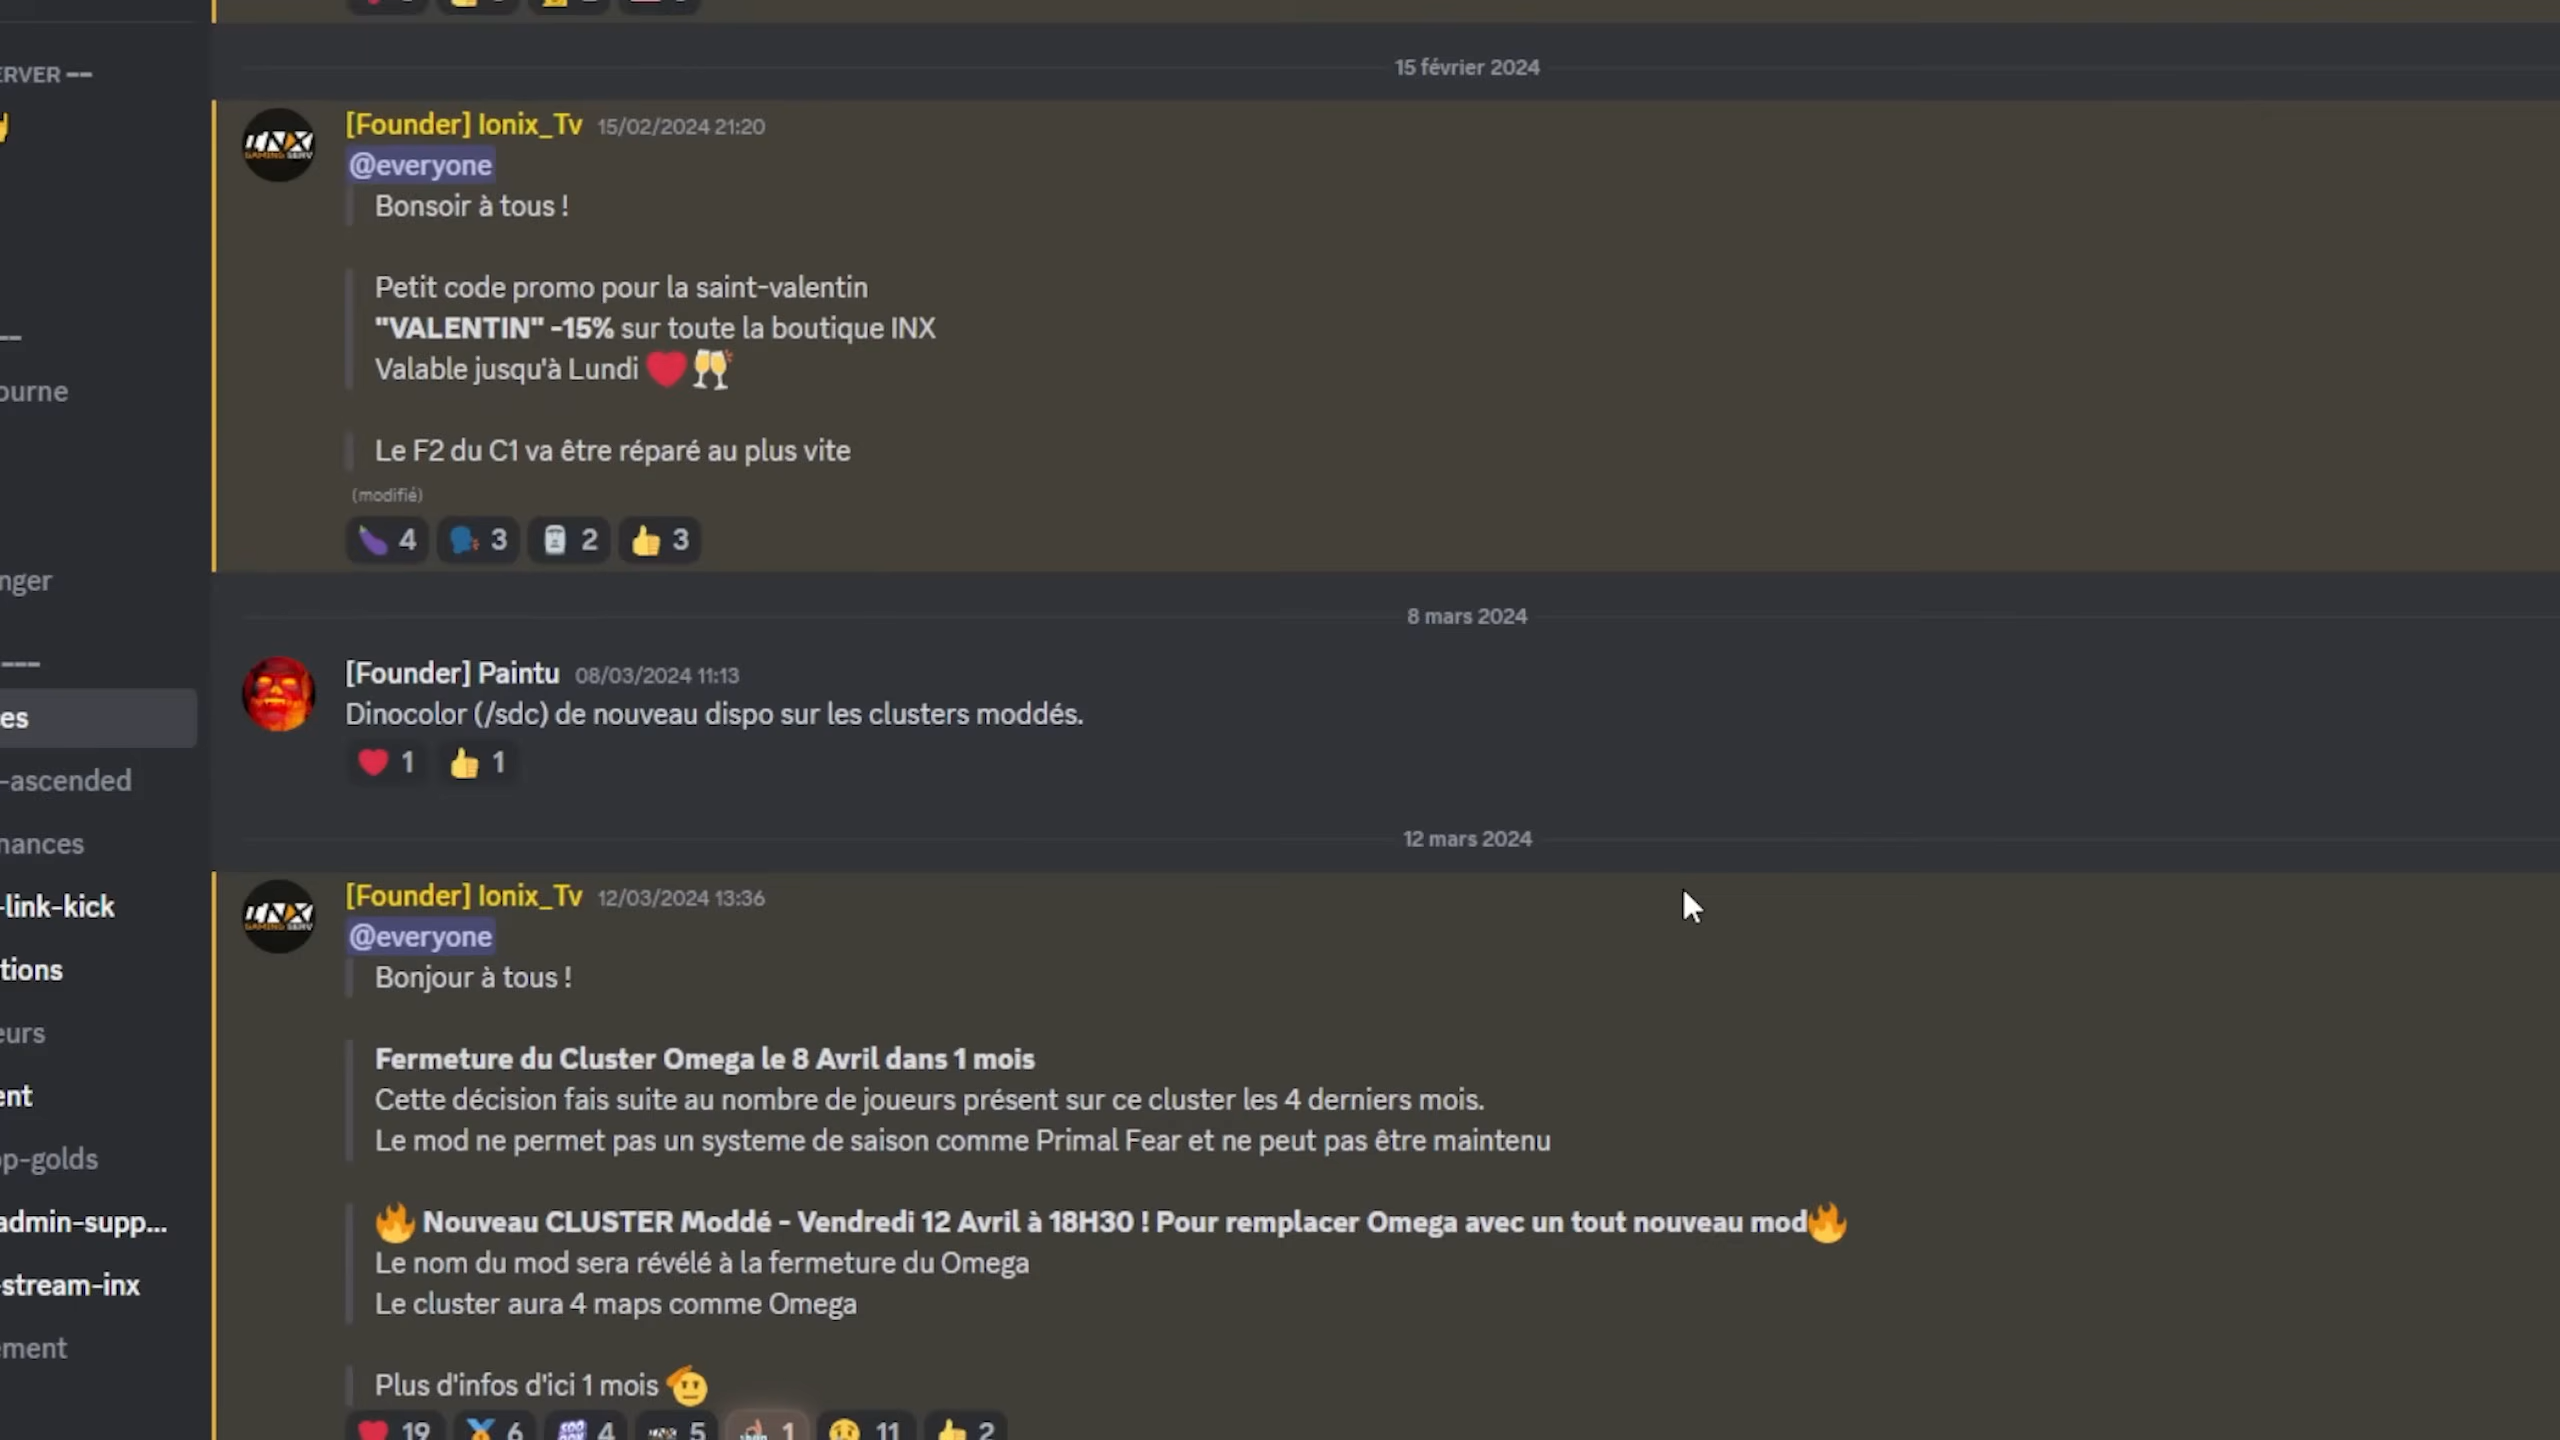 ERVER --
15 février 2024
[Founder] Ionix_Tv 15/02/2024 21:20
@everyone
Bonsoir à tous !
Petit code promo pour la saint-valentin
"VALENTIN" -15% sur toute la boutique INX
Valable jusqu'à Lundi
Le F2 du C1 va être réparé au plus vite
(modifié)
4 3 2 3
8 mars 2024
[Founder] Paintu 08/03/2024 11:13
Dinocolor (/sdc) de nouveau dispo sur les clusters moddés.
1 1
12 mars 2024
[Founder] Ionix_Tv 12/03/2024 13:36
@everyone
Bonjour à tous !
Fermeture du Cluster Omega le 8 Avril dans 1 mois
Cette décision fais suite au nombre de joueurs présent sur ce cluster les 4 derniers mois.
Le mod ne permet pas un systeme de saison comme Primal Fear et ne peut pas être maintenu
Nouveau CLUSTER Moddé - Vendredi 12 Avril à 18H30 ! Pour remplacer Omega avec un tout nouveau mod
Le nom du mod sera révélé à la fermeture du Omega
Le cluster aura 4 maps comme Omega
Plus d'infos d'ici 1 mois
19 6 4 5 1 11 2
--
ourne
nger
---
es
-ascended
nances
-link-kick
tions
eurs
ent
op-golds
admin-supp...
-stream-inx
ement